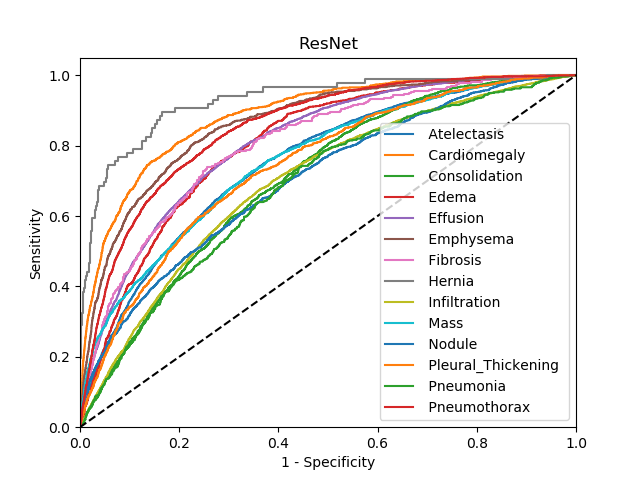 ResNet
1.0
0.8
0.6
0.4
0.2
0.0
Sensitivity
0.0 0.2 0.4 0.6 0.8 1.0
1 - Specificity
Atelectasis
Cardiomegaly
Consolidation
Edema
Effusion
Emphysema
Fibrosis
Hernia
Infiltration
Mass
Nodule
Pleural_Thickening
Pneumonia
Pneumothorax